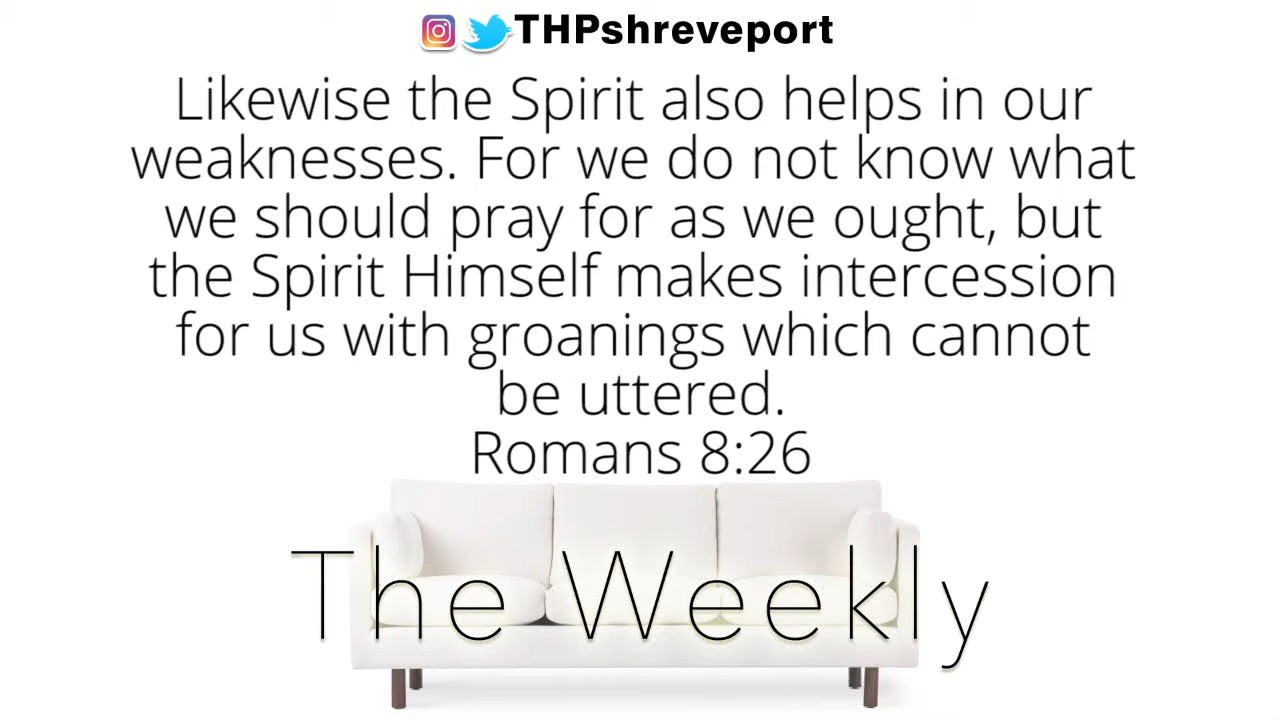 THPshreveport
Likewise the Spirit also helps in our
weaknesses. For we do not know what
we should pray for as we ought, but
the Spirit Himself makes intercession
for us with groanings which cannot
be uttered.
Romans 8:26
The Weekly